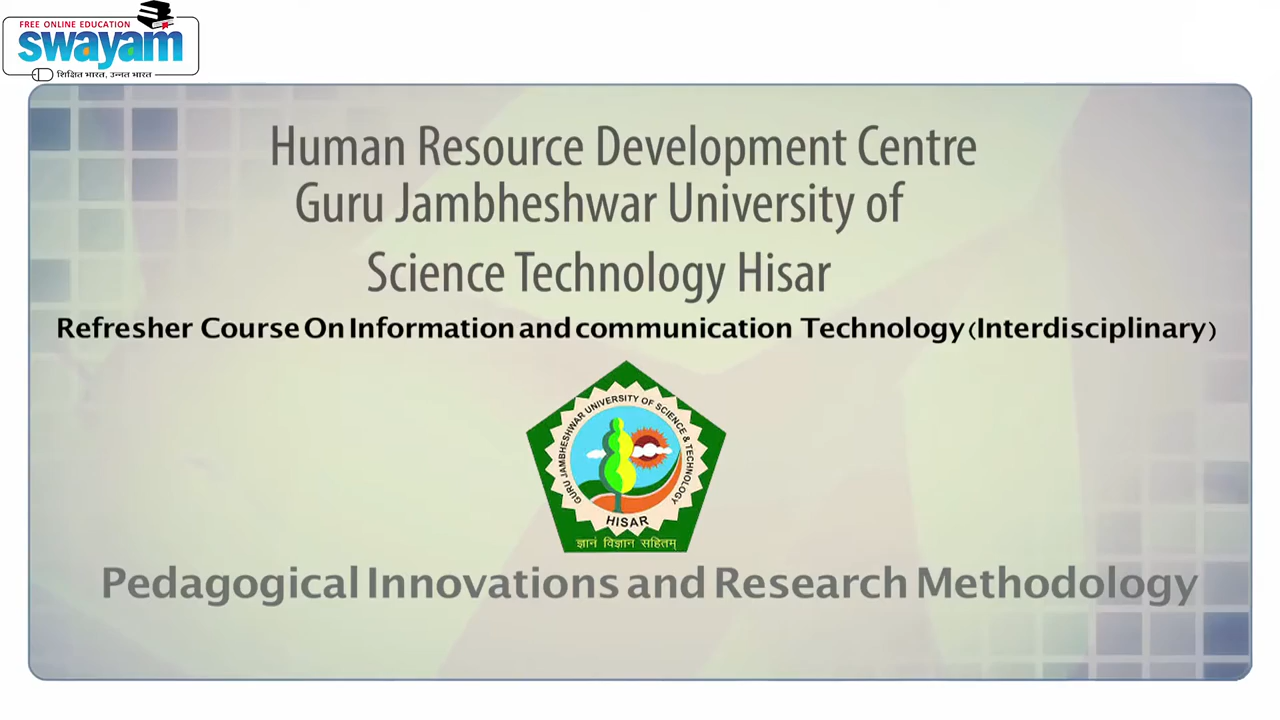 FREE ONLINE EDUCATION
swayam
शिक्षित भारत, उन्नत भारत
Human Resource Development Centre
Guru Jambheshwar University of
Science Technology Hisar
Refresher Course On Information and communication Technology (Interdisciplinary)
GURU JAMBHESHWAR UNIVERSITY OF SCIENCE & TECHNOLOGY
HISAR
ज्ञानं विज्ञान सहितम्
Pedagogical Innovations and Research Methodology